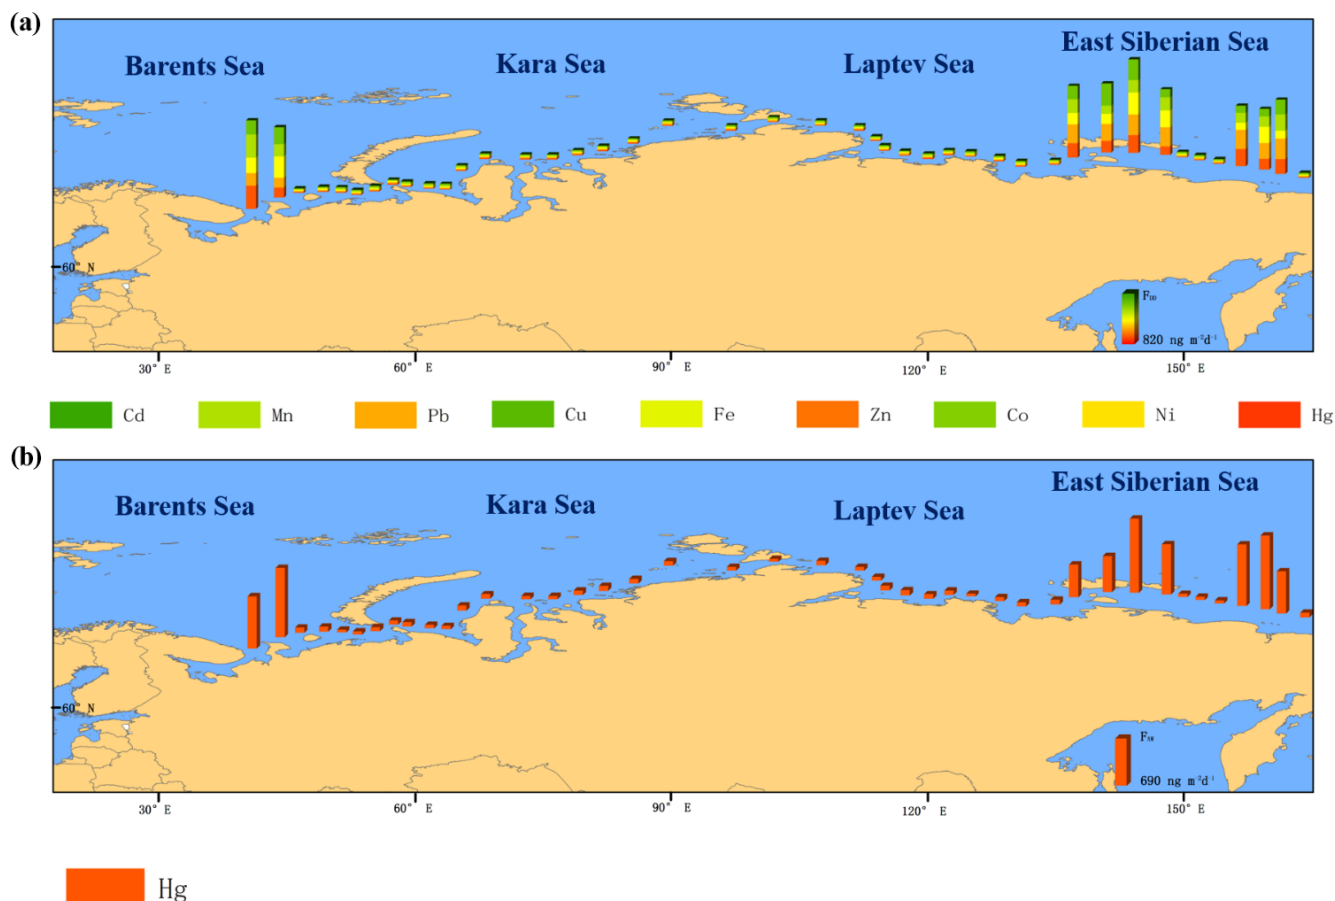 (a)
Barents Sea
Kara Sea
Laptev Sea
East Siberian Sea
60° N
F_DD
820 ng m⁻²d⁻¹
30° E
60° E
90° E
120° E
150° E
Cd
Mn
Pb
Cu
Fe
Zn
Co
Ni
Hg
(b)
Barents Sea
Kara Sea
Laptev Sea
East Siberian Sea
60° N
F_AW
690 ng m⁻²d⁻¹
30° E
60° E
90° E
120° E
150° E
Hg